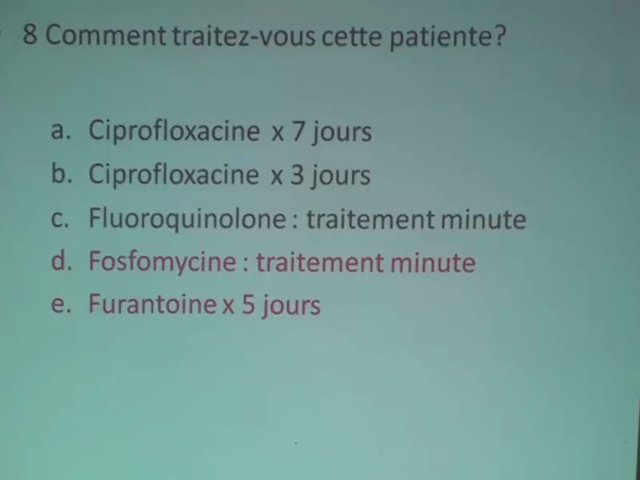 8 Comment traitez-vous cette patiente?
a. Ciprofloxacine x 7 jours
b. Ciprofloxacine x 3 jours
c. Fluoroquinolone : traitement minute
d. Fosfomycine : traitement minute
e. Furantoine x 5 jours